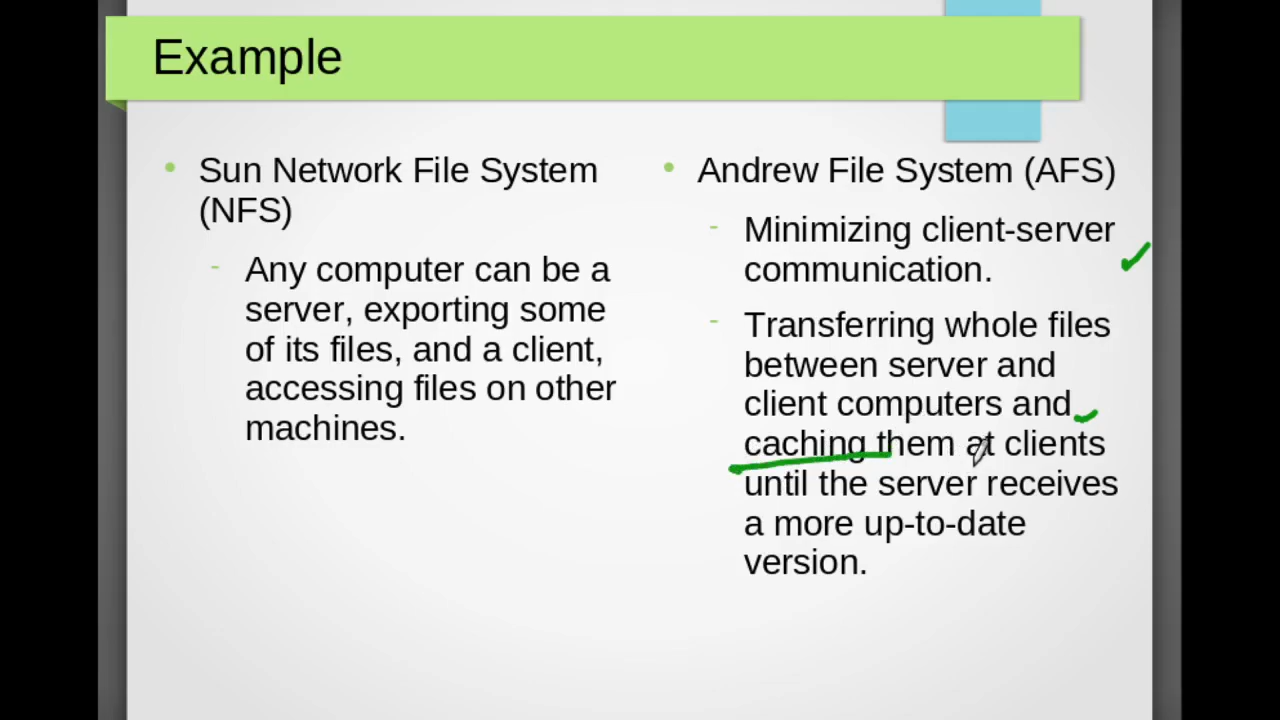 Example
Sun Network File System
(NFS)
Any computer can be a
server, exporting some
of its files, and a client,
accessing files on other
machines.
Andrew File System (AFS)
Minimizing client-server
communication.
Transferring whole files
between server and
client computers and
caching them at clients
until the server receives
a more up-to-date
version.